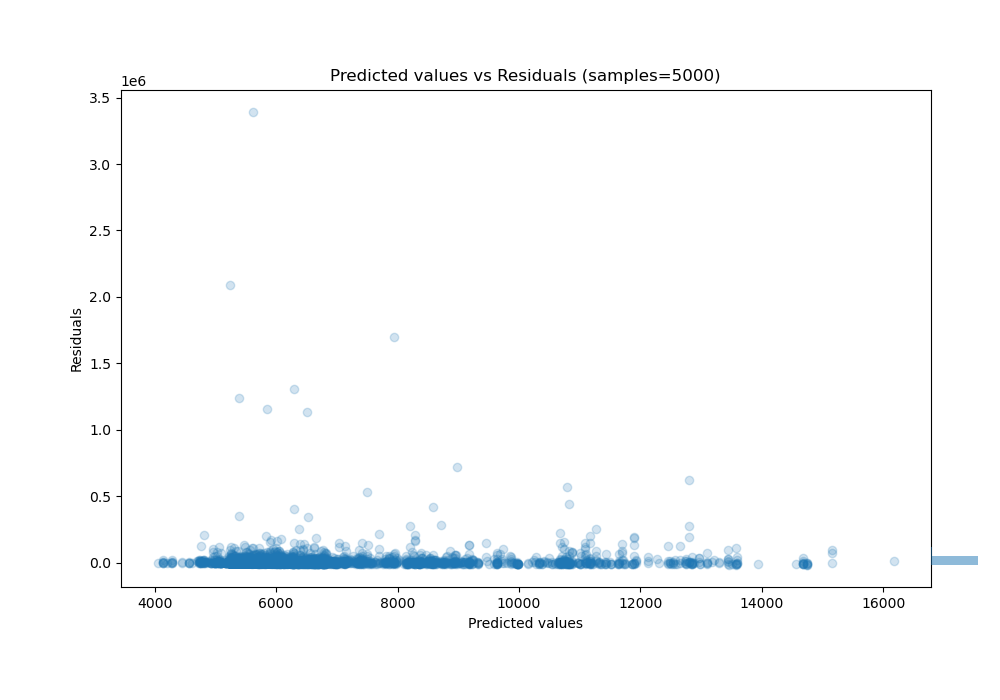 Predicted values vs Residuals (samples=5000)
1e6
3.5
3.0
2.5
2.0
1.5
1.0
0.5
0.0
Residuals
4000 6000 8000 10000 12000 14000 16000
Predicted values